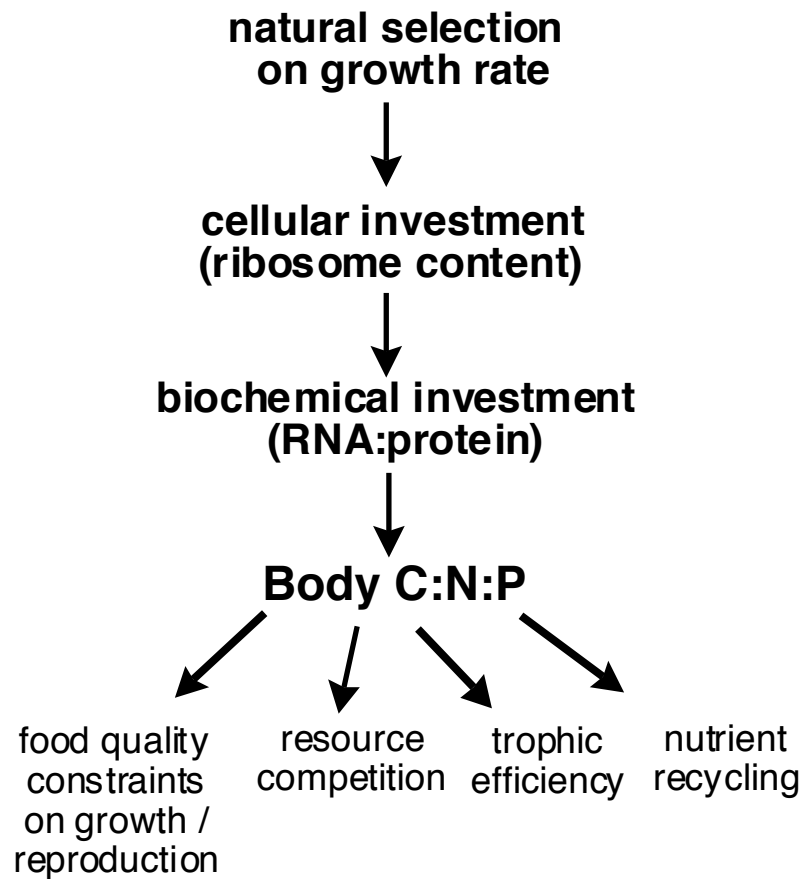 natural selection
on growth rate
cellular investment
(ribosome content)
biochemical investment
(RNA:protein)
Body C:N:P
food quality
constraints
on growth /
reproduction
resource
competition
trophic
efficiency
nutrient
recycling